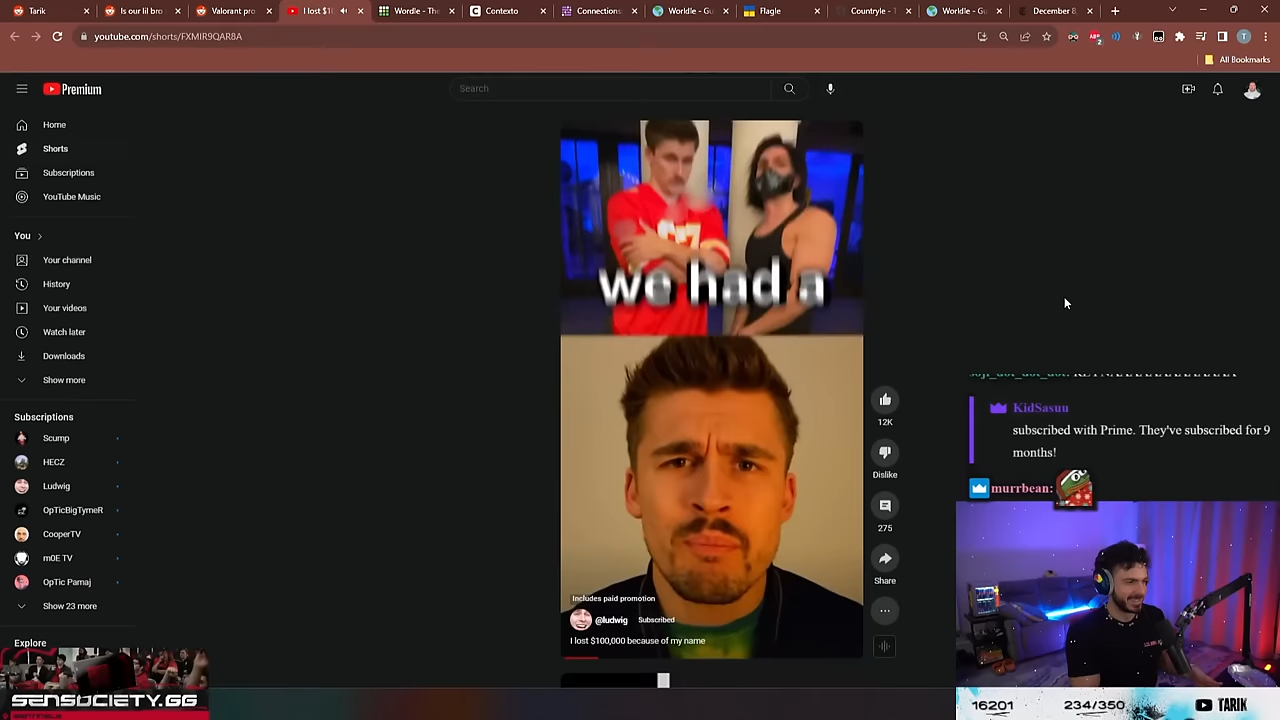 Tarik
Is our lil bro
Valorant pro
I lost $10
Wordle - The
Contexto
Connections
Worldle - Gu
Flagle
Countryle - T
Worldle - Gu
December 8
youtube.com/shorts/FXMIR9QAR8A
T
All Bookmarks
Premium
Search
Home
Shorts
Subscriptions
YouTube Music
You
Your channel
History
Your videos
Watch later
Downloads
Show more
Subscriptions
Scump
HECZ
Ludwig
OpTicBigTymeR
CooperTV
m0E TV
OpTic Pamaj
Show 23 more
Explore
we had a
12K
Dislike
275
Share
Includes paid promotion
@ludwig Subscribed
I lost $100,000 because of my name
KidSasuu
subscribed with Prime. They've subscribed for 9
months!
murrbean:
SENSOCIETY.GG
16201
234/350
TARIK